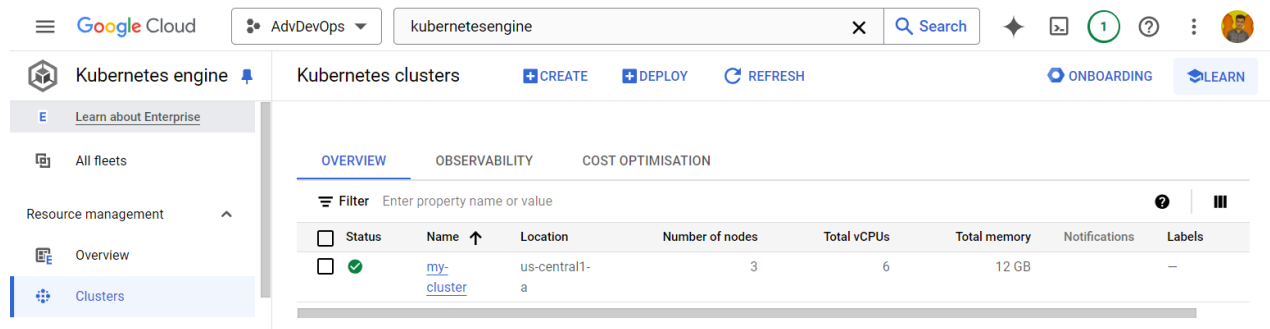 Google Cloud AdvDevOps kubernetesengine Search 1
Kubernetes engine Kubernetes clusters CREATE DEPLOY REFRESH ONBOARDING LEARN
E Learn about Enterprise
All fleets
OVERVIEW OBSERVABILITY COST OPTIMISATION
Filter Enter property name or value
Resource management
Status Name Location Number of nodes Total vCPUs Total memory Notifications Labels
Overview
my-cluster us-central1-a 3 6 12 GB –
Clusters